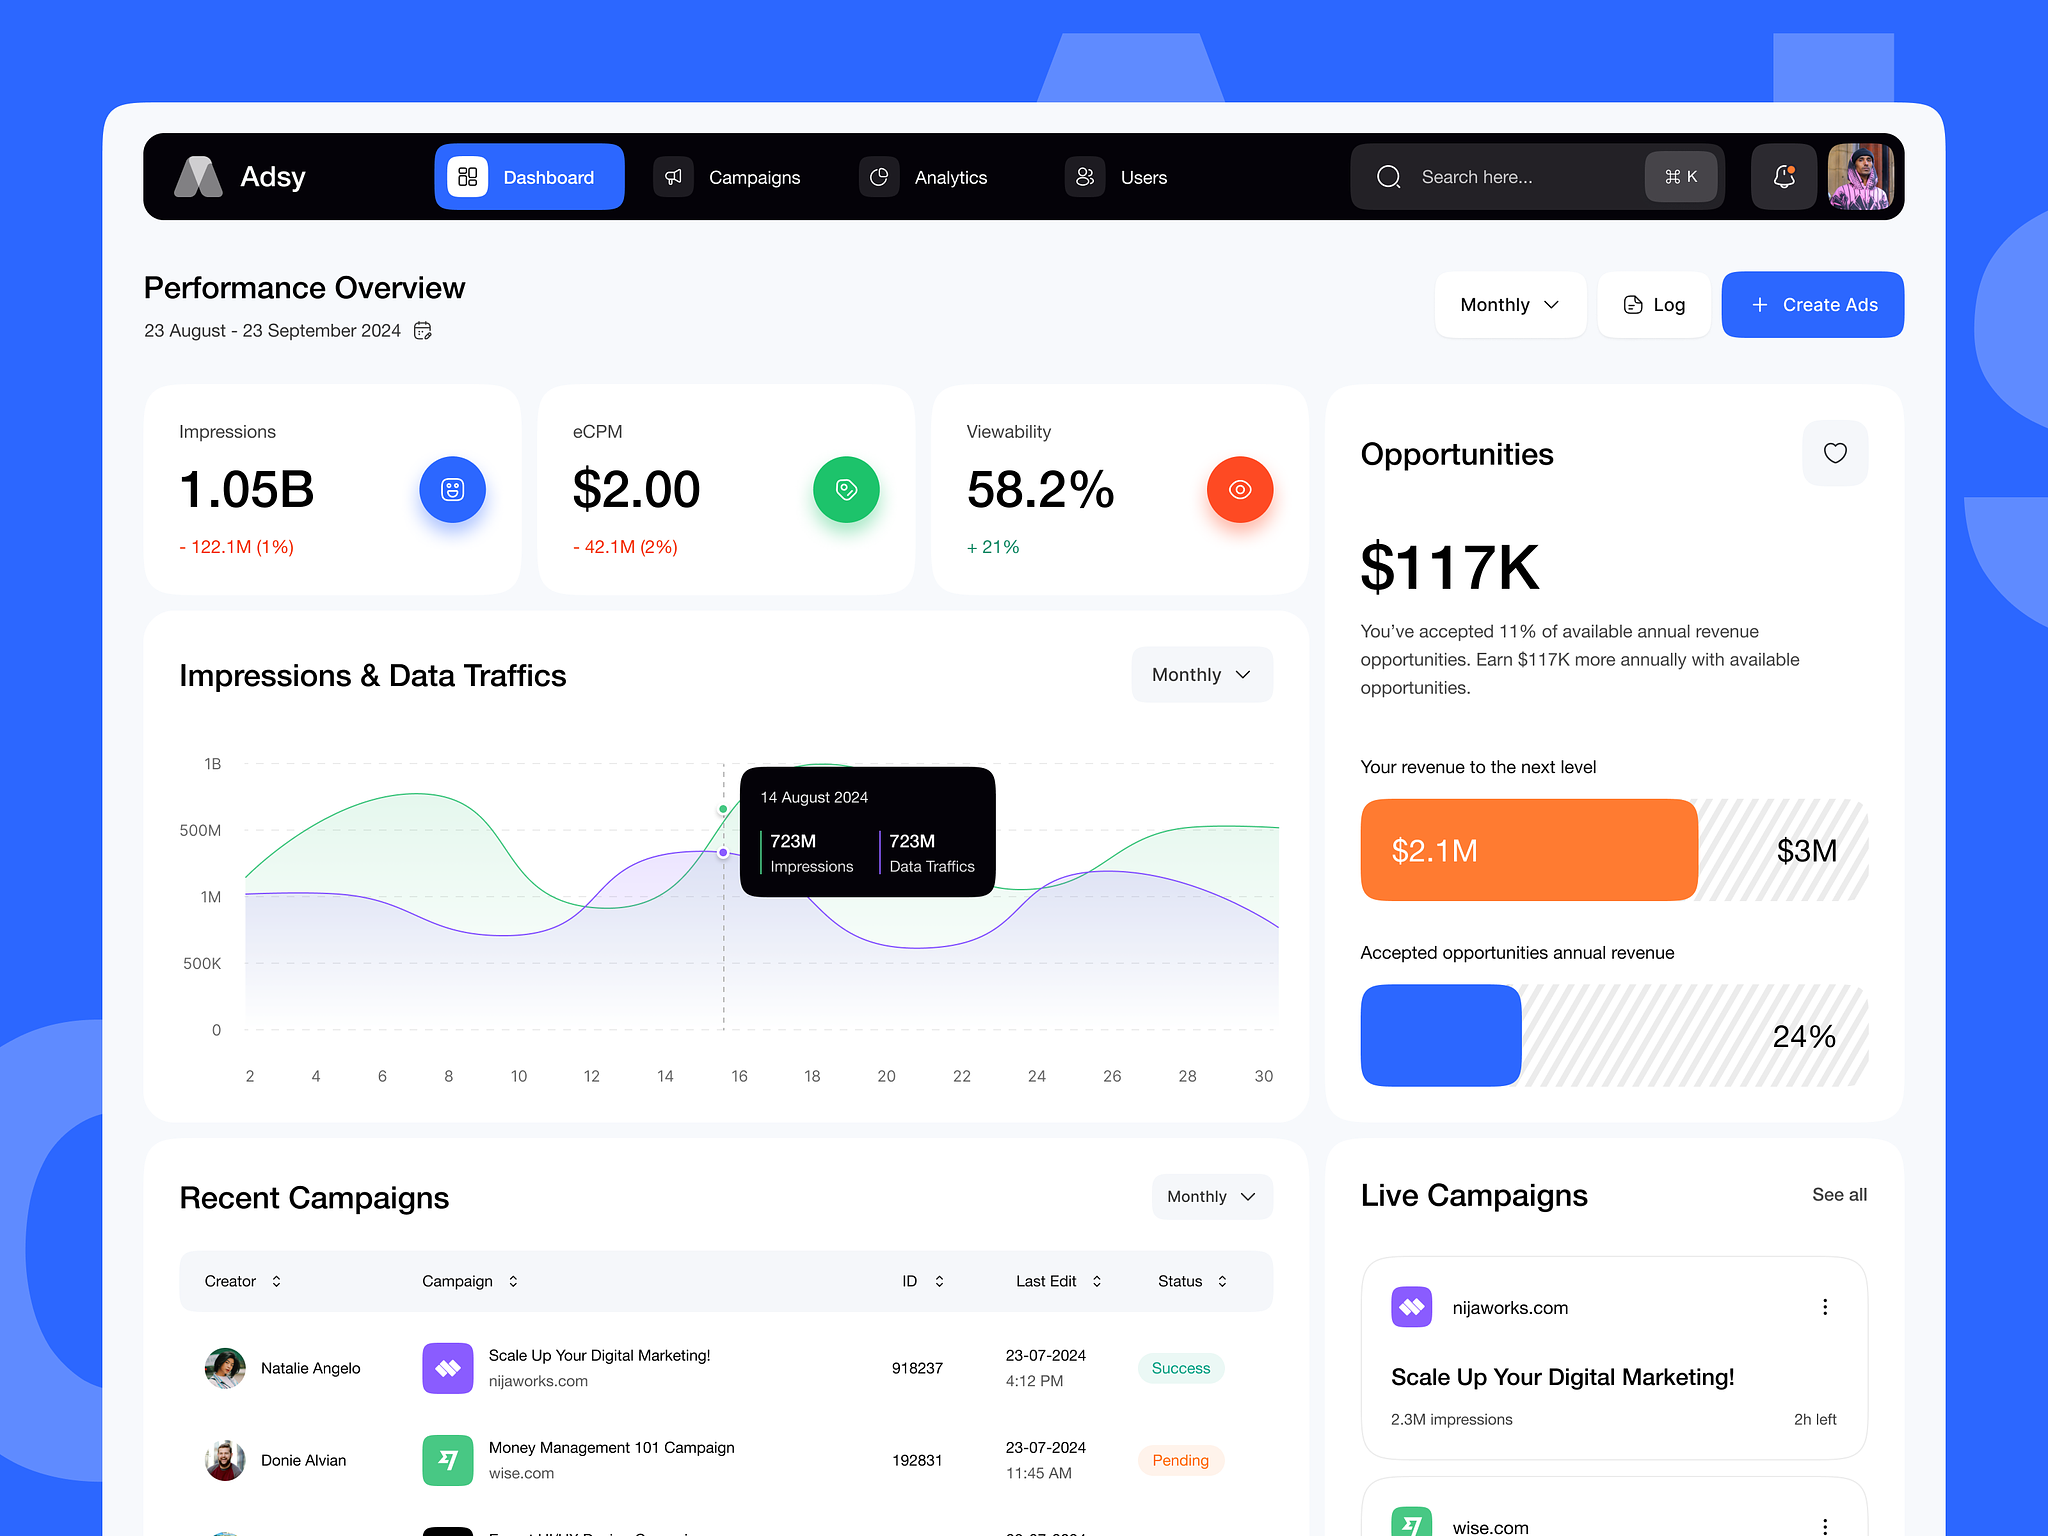 Adsy
Dashboard
Campaigns
Analytics
Users
Search here...
⌘ K
Performance Overview
23 August - 23 September 2024
Monthly
Log
+ Create Ads
Impressions
1.05B
- 122.1M (1%)
eCPM
$2.00
- 42.1M (2%)
Viewability
58.2%
+ 21%
Opportunities
$117K
You’ve accepted 11% of available annual revenue
opportunities. Earn $117K more annually with available
opportunities.
Your revenue to the next level
$2.1M
$3M
Accepted opportunities annual revenue
24%
Impressions & Data Traffics
Monthly
1B
500M
1M
500K
0
14 August 2024
723M
Impressions
723M
Data Traffics
2 4 6 8 10 12 14 16 18 20 22 24 26 28 30
Recent Campaigns
Monthly
Creator Campaign ID Last Edit Status
Natalie Angelo
Scale Up Your Digital Marketing!
nijaworks.com
918237
23-07-2024
4:12 PM
Success
Donie Alvian
Money Management 101 Campaign
wise.com
192831
23-07-2024
11:45 AM
Pending
Live Campaigns
See all
nijaworks.com
Scale Up Your Digital Marketing!
2.3M impressions
2h left
wise.com